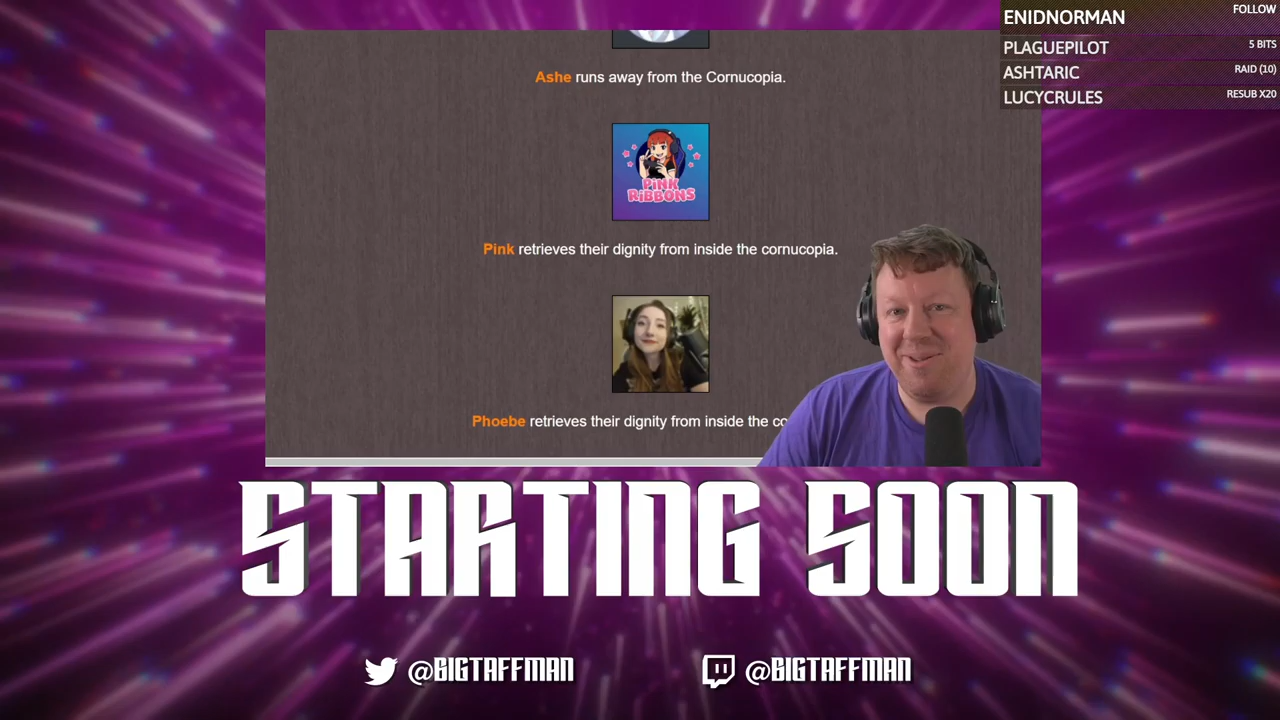 ENIDNORMAN FOLLOW
PLAGUEPILOT 5 BITS
ASHTARIC RAID (10)
LUCYCRULES RESUB X20
Ashe runs away from the Cornucopia.
PINK
RIBBONS
Pink retrieves their dignity from inside the cornucopia.
Phoebe retrieves their dignity from inside the co
STARTING SOON
@BIGTAFFMAN @BIGTAFFMAN